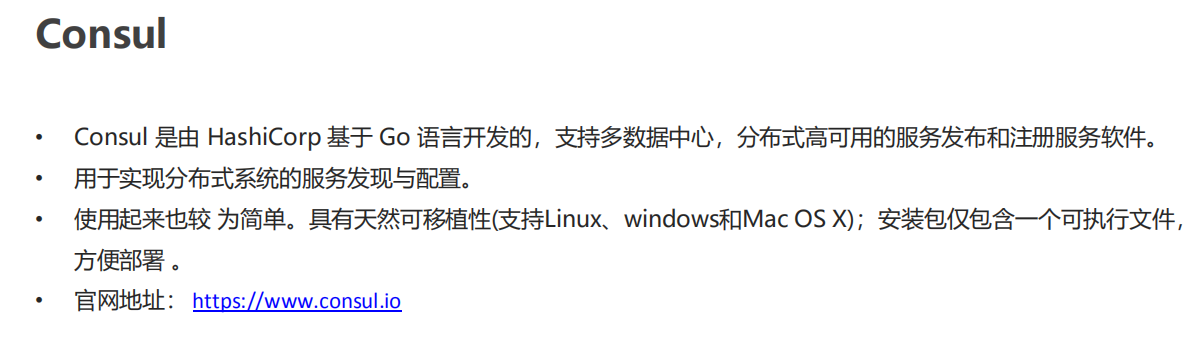 Consul
• Consul 是由 HashiCorp 基于 Go 语言开发的，支持多数据中心，分布式高可用的服务发布和注册服务软件。
• 用于实现分布式系统的服务发现与配置。
• 使用起来也较 为简单。具有天然可移植性(支持Linux、windows和Mac OS X)；安装包仅包含一个可执行文件，
方便部署 。
• 官网地址： https://www.consul.io